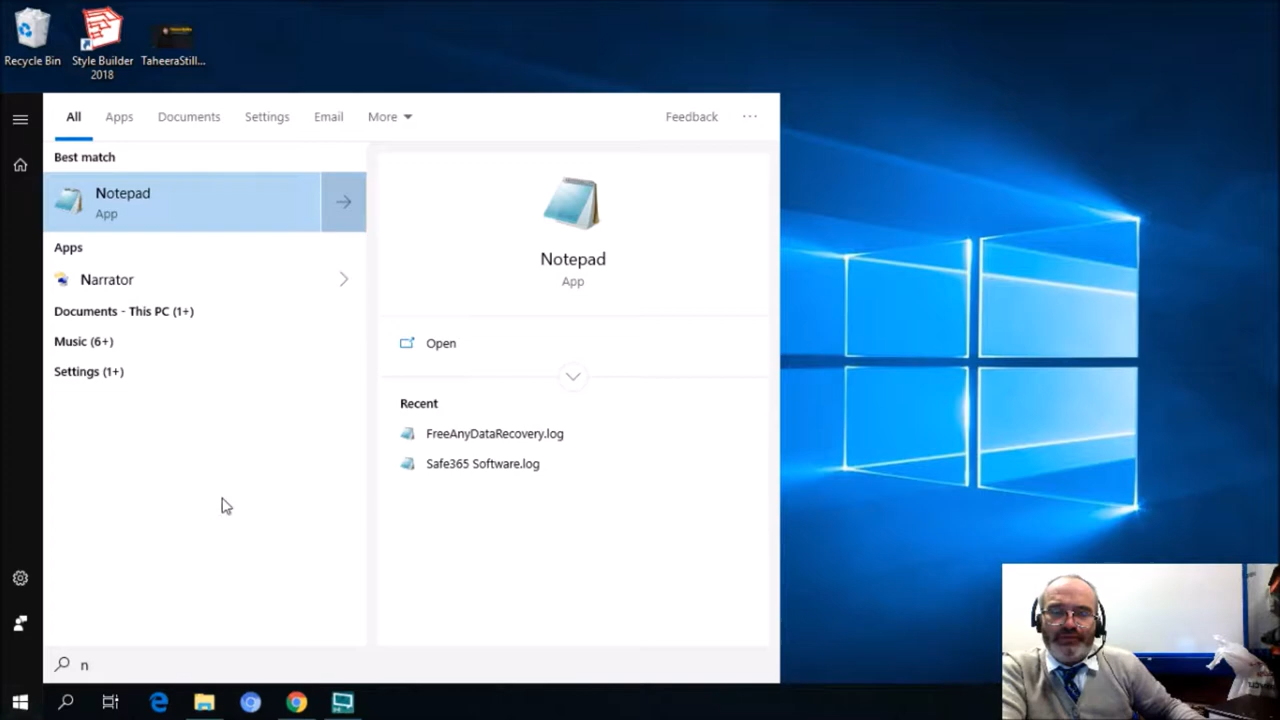 Recycle Bin
Style Builder
2018
TaheeraStill...
All
Apps
Documents
Settings
Email
More
Feedback
Best match
Notepad
App
Apps
Narrator
Documents - This PC (1+)
Music (6+)
Settings (1+)
Notepad
App
Open
Recent
FreeAnyDataRecovery.log
Safe365 Software.log
n